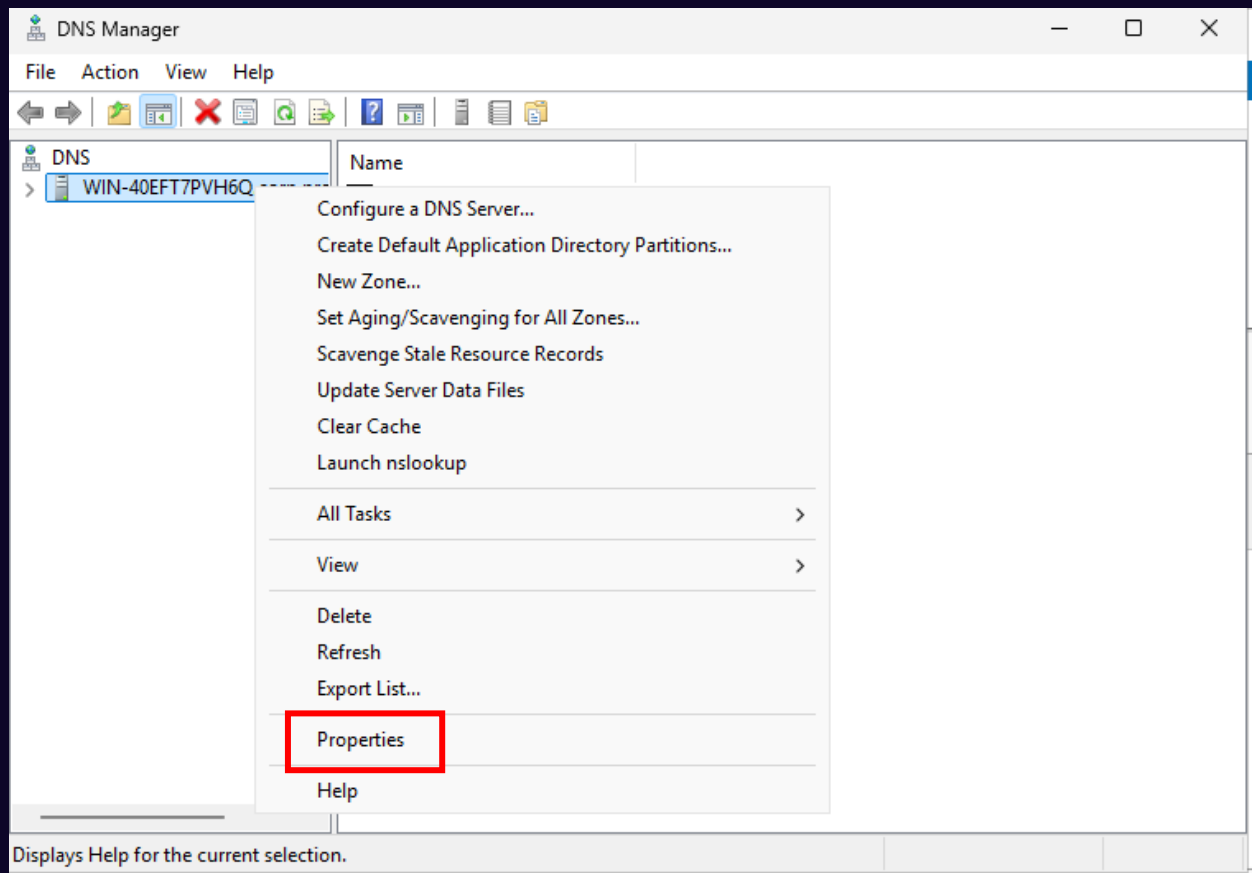 DNS Manager
File Action View Help
DNS
Name
WIN-40EFT7PVH6Q
Configure a DNS Server...
Create Default Application Directory Partitions...
New Zone...
Set Aging/Scavenging for All Zones...
Scavenge Stale Resource Records
Update Server Data Files
Clear Cache
Launch nslookup
All Tasks
View
Delete
Refresh
Export List...
Properties
Help
Displays Help for the current selection.